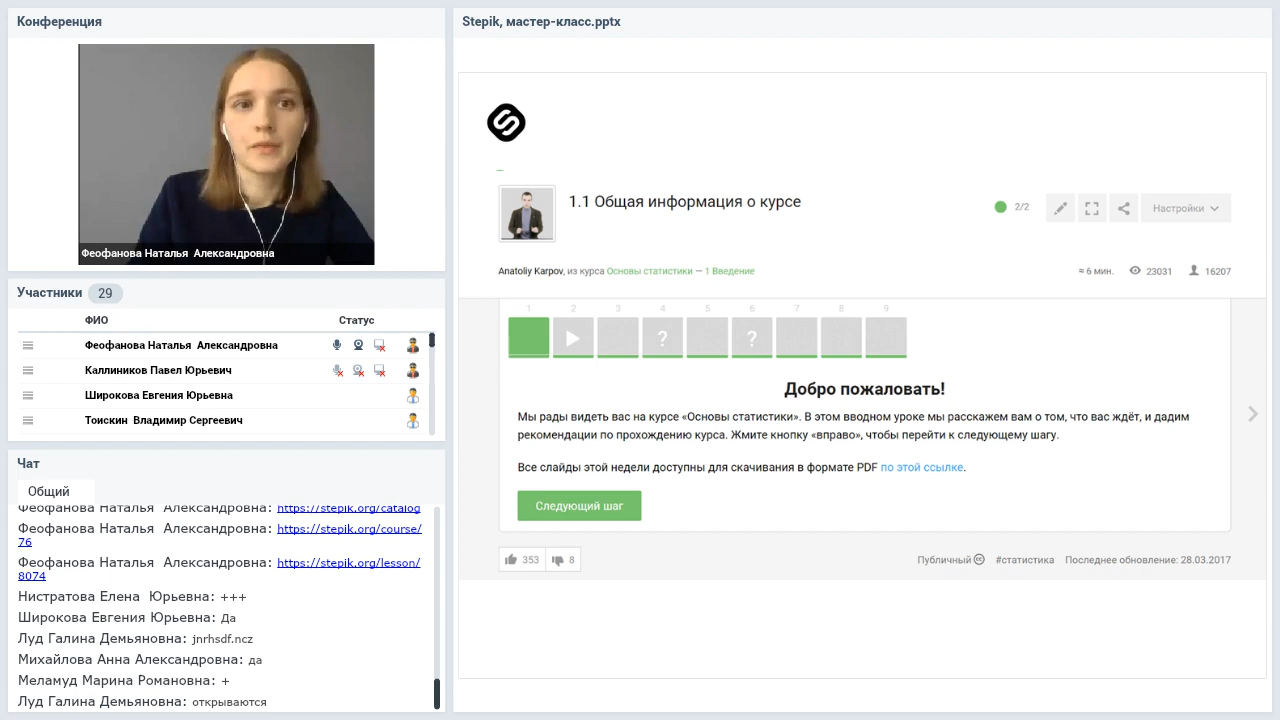 Конференция
Феофанова Наталья  Александровна
Участники 29
ФИО Статус
Феофанова Наталья  Александровна
Каллиников Павел Юрьевич
Широкова Евгения Юрьевна
Тоискин  Владимир Сергеевич
Чат
Общий
Феофанова Наталья  Александровна: https://stepik.org/catalog
Феофанова Наталья  Александровна: https://stepik.org/course/
76
Феофанова Наталья  Александровна: https://stepik.org/lesson/
8074
Нистратова Елена  Юрьевна: +++
Широкова Евгения Юрьевна: Да
Луд Галина Демьяновна: jnrhsdf.ncz
Михайлова Анна Александровна: да
Меламуд Марина Романовна: +
Луд Галина Демьяновна: открываются
Stepik, мастер-класс.pptx
1.1 Общая информация о курсе
2/2
Настройки
Anatoliy Karpov, из курса Основы статистики — 1 Введение
≈ 6 мин. 23031 16207
1 2 3 4 5 6 7 8 9
? ?
Добро пожаловать!
Мы рады видеть вас на курсе «Основы статистики». В этом вводном уроке мы расскажем вам о том, что вас ждёт, и дадим
рекомендации по прохождению курса. Жмите кнопку «вправо», чтобы перейти к следующему шагу.
Все слайды этой недели доступны для скачивания в формате PDF по этой ссылке.
Следующий шаг
353 8
Публичный #статистика Последнее обновление: 28.03.2017